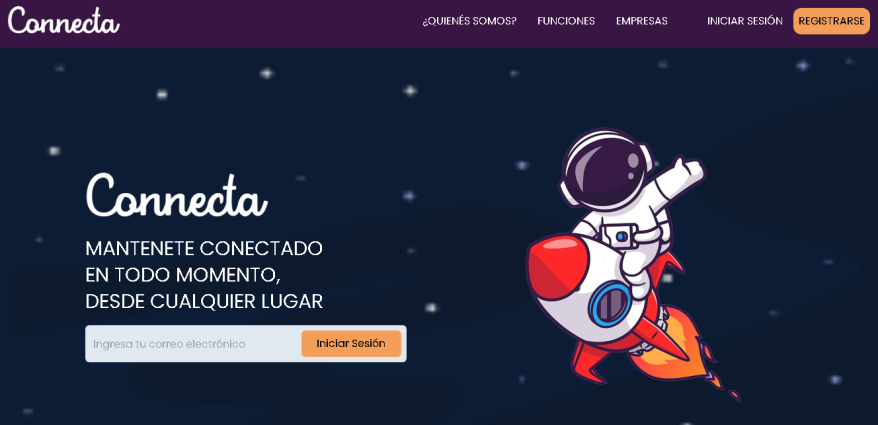 Connecta
¿QUIÉNES SOMOS? FUNCIONES EMPRESAS INICIAR SESIÓN REGISTRARSE
Connecta
MANTENETE CONECTADO
EN TODO MOMENTO,
DESDE CUALQUIER LUGAR
Ingresa tu correo electrónico Iniciar Sesión